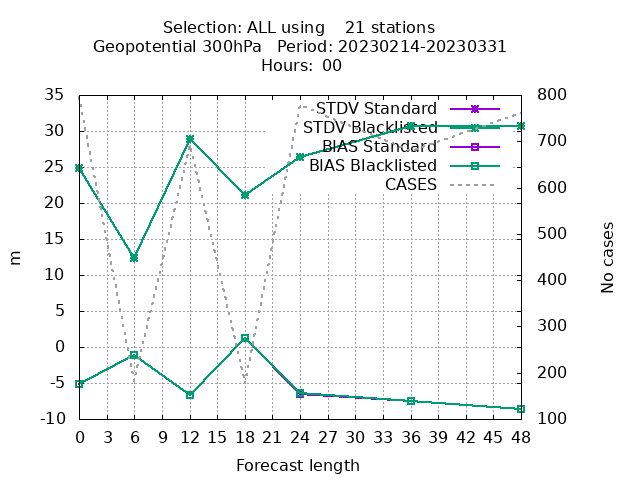 Selection: ALL using    21 stations
Geopotential 300hPa   Period: 20230214-20230331
Hours: 00
STDV Standard
STDV Blacklisted
BIAS Standard
BIAS Blacklisted
CASES
35
30
25
20
15
10
5
0
-5
-10
m
800
700
600
500
400
300
200
100
No cases
0 3 6 9 12 15 18 21 24 27 30 33 36 39 42 45 48
Forecast length